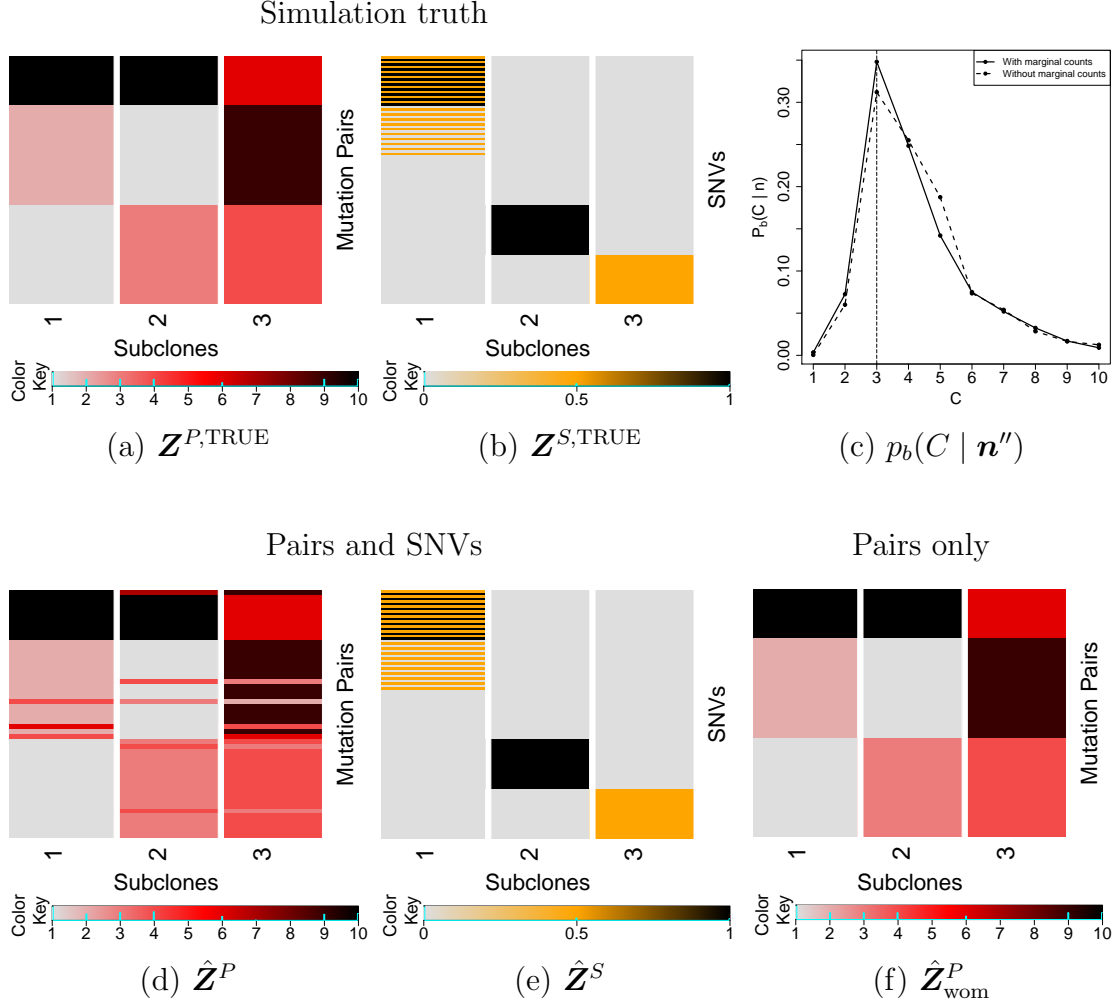 Simulation truth
Mutation Pairs
1 2 3
Subclones
Color Key
1 2 3 4 5 6 7 8 9 10
(a) Z^{P,TRUE}
SNVs
1 2 3
Subclones
Color Key
0 0.5 1
(b) Z^{S,TRUE}
With marginal counts
Without marginal counts
P_b(C | n)
0.00 0.10 0.20 0.30
1 2 3 4 5 6 7 8 9 10
C
(c) p_b(C | n′′)
Pairs and SNVs
Mutation Pairs
1 2 3
Subclones
Color Key
1 2 3 4 5 6 7 8 9 10
(d) Ẑ^P
SNVs
1 2 3
Subclones
Color Key
0 0.5 1
(e) Ẑ^S
Pairs only
Mutation Pairs
1 2 3
Subclones
Color Key
1 2 3 4 5 6 7 8 9 10
(f) Ẑ^P_{wom}